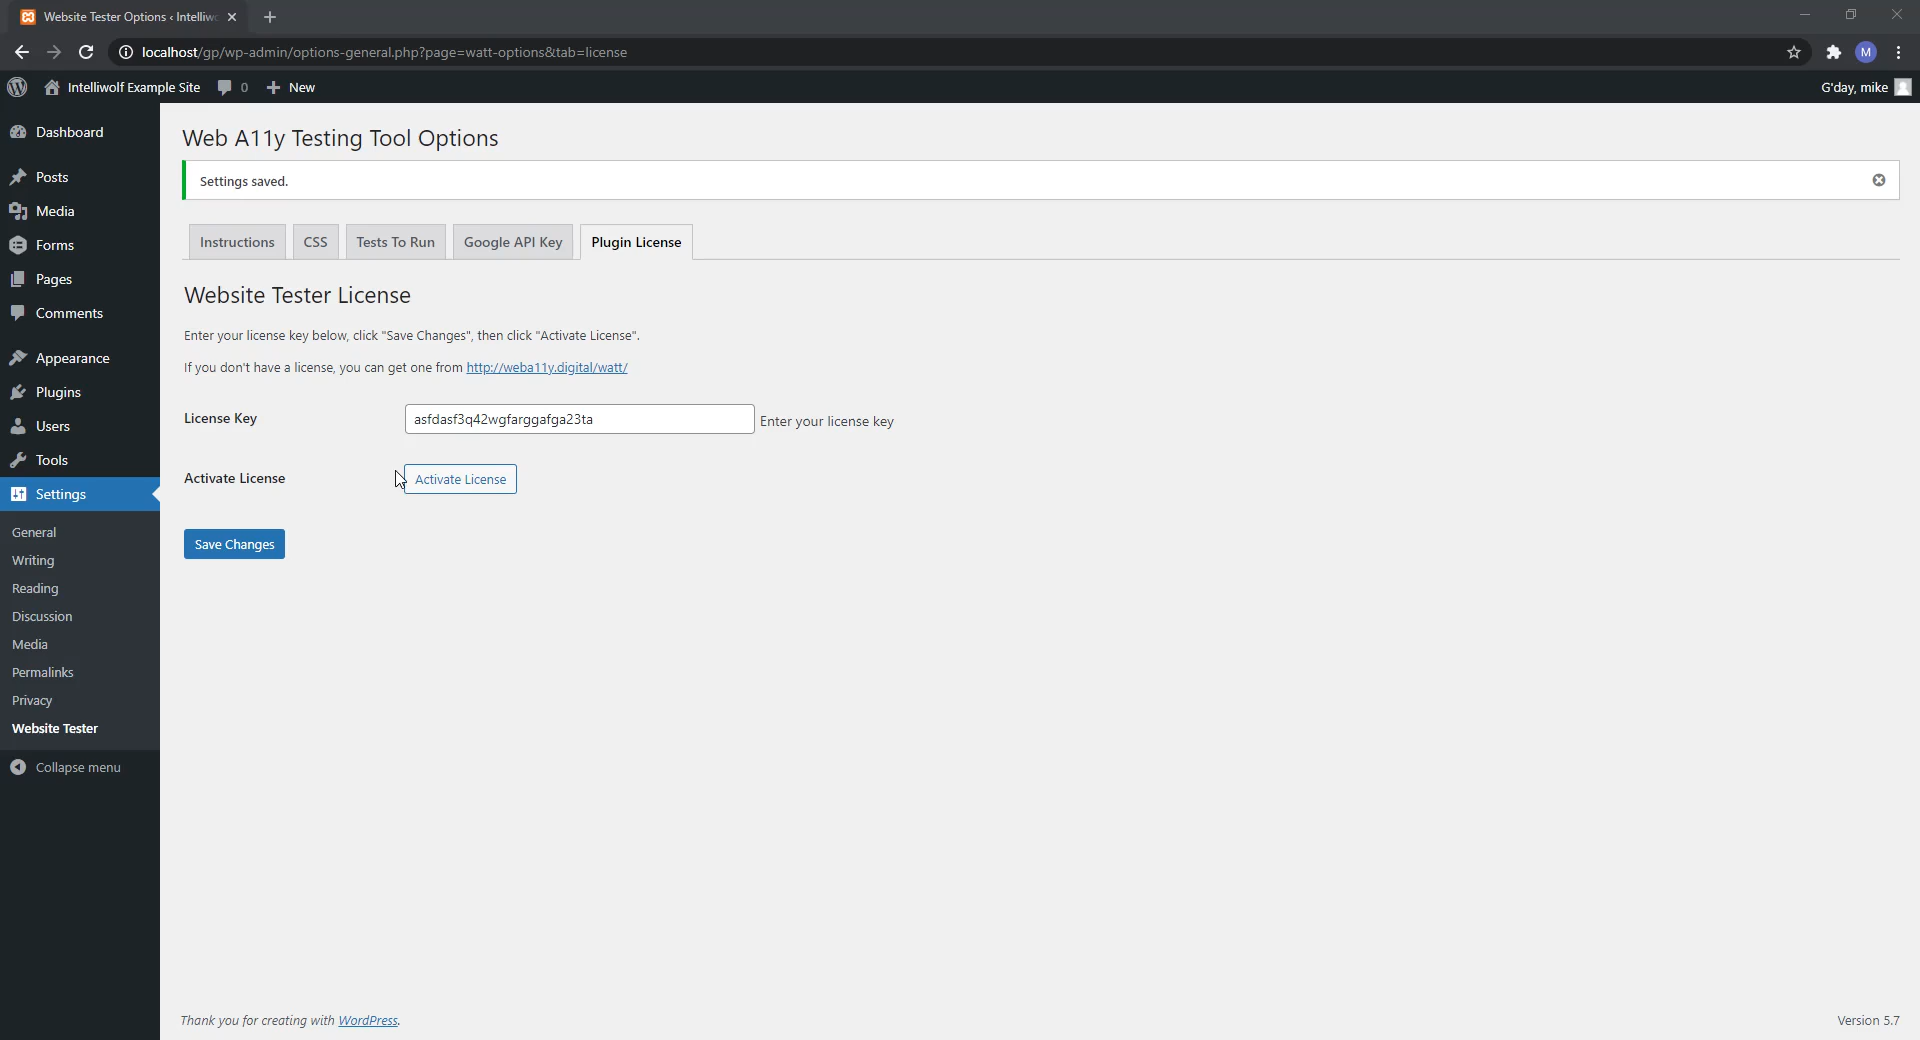 Website Tester Options ‹ Intelliwo
localhost/gp/wp-admin/options-general.php?page=watt-options&tab=license
M
Intelliwolf Example Site 0 New
G'day, mike
Dashboard
Posts
Media
Forms
Pages
Comments
Appearance
Plugins
Users
Tools
Settings
General
Writing
Reading
Discussion
Media
Permalinks
Privacy
Website Tester
Collapse menu
Web A11y Testing Tool Options
Settings saved.
Instructions CSS Tests To Run Google API Key Plugin License
Website Tester License
Enter your license key below, click "Save Changes", then click "Activate License".
If you don't have a license, you can get one from http://weba11y.digital/watt/
License Key asfdasf3q42wgfarggafga23ta Enter your license key
Activate License Activate License
Save Changes
Thank you for creating with WordPress.
Version 5.7